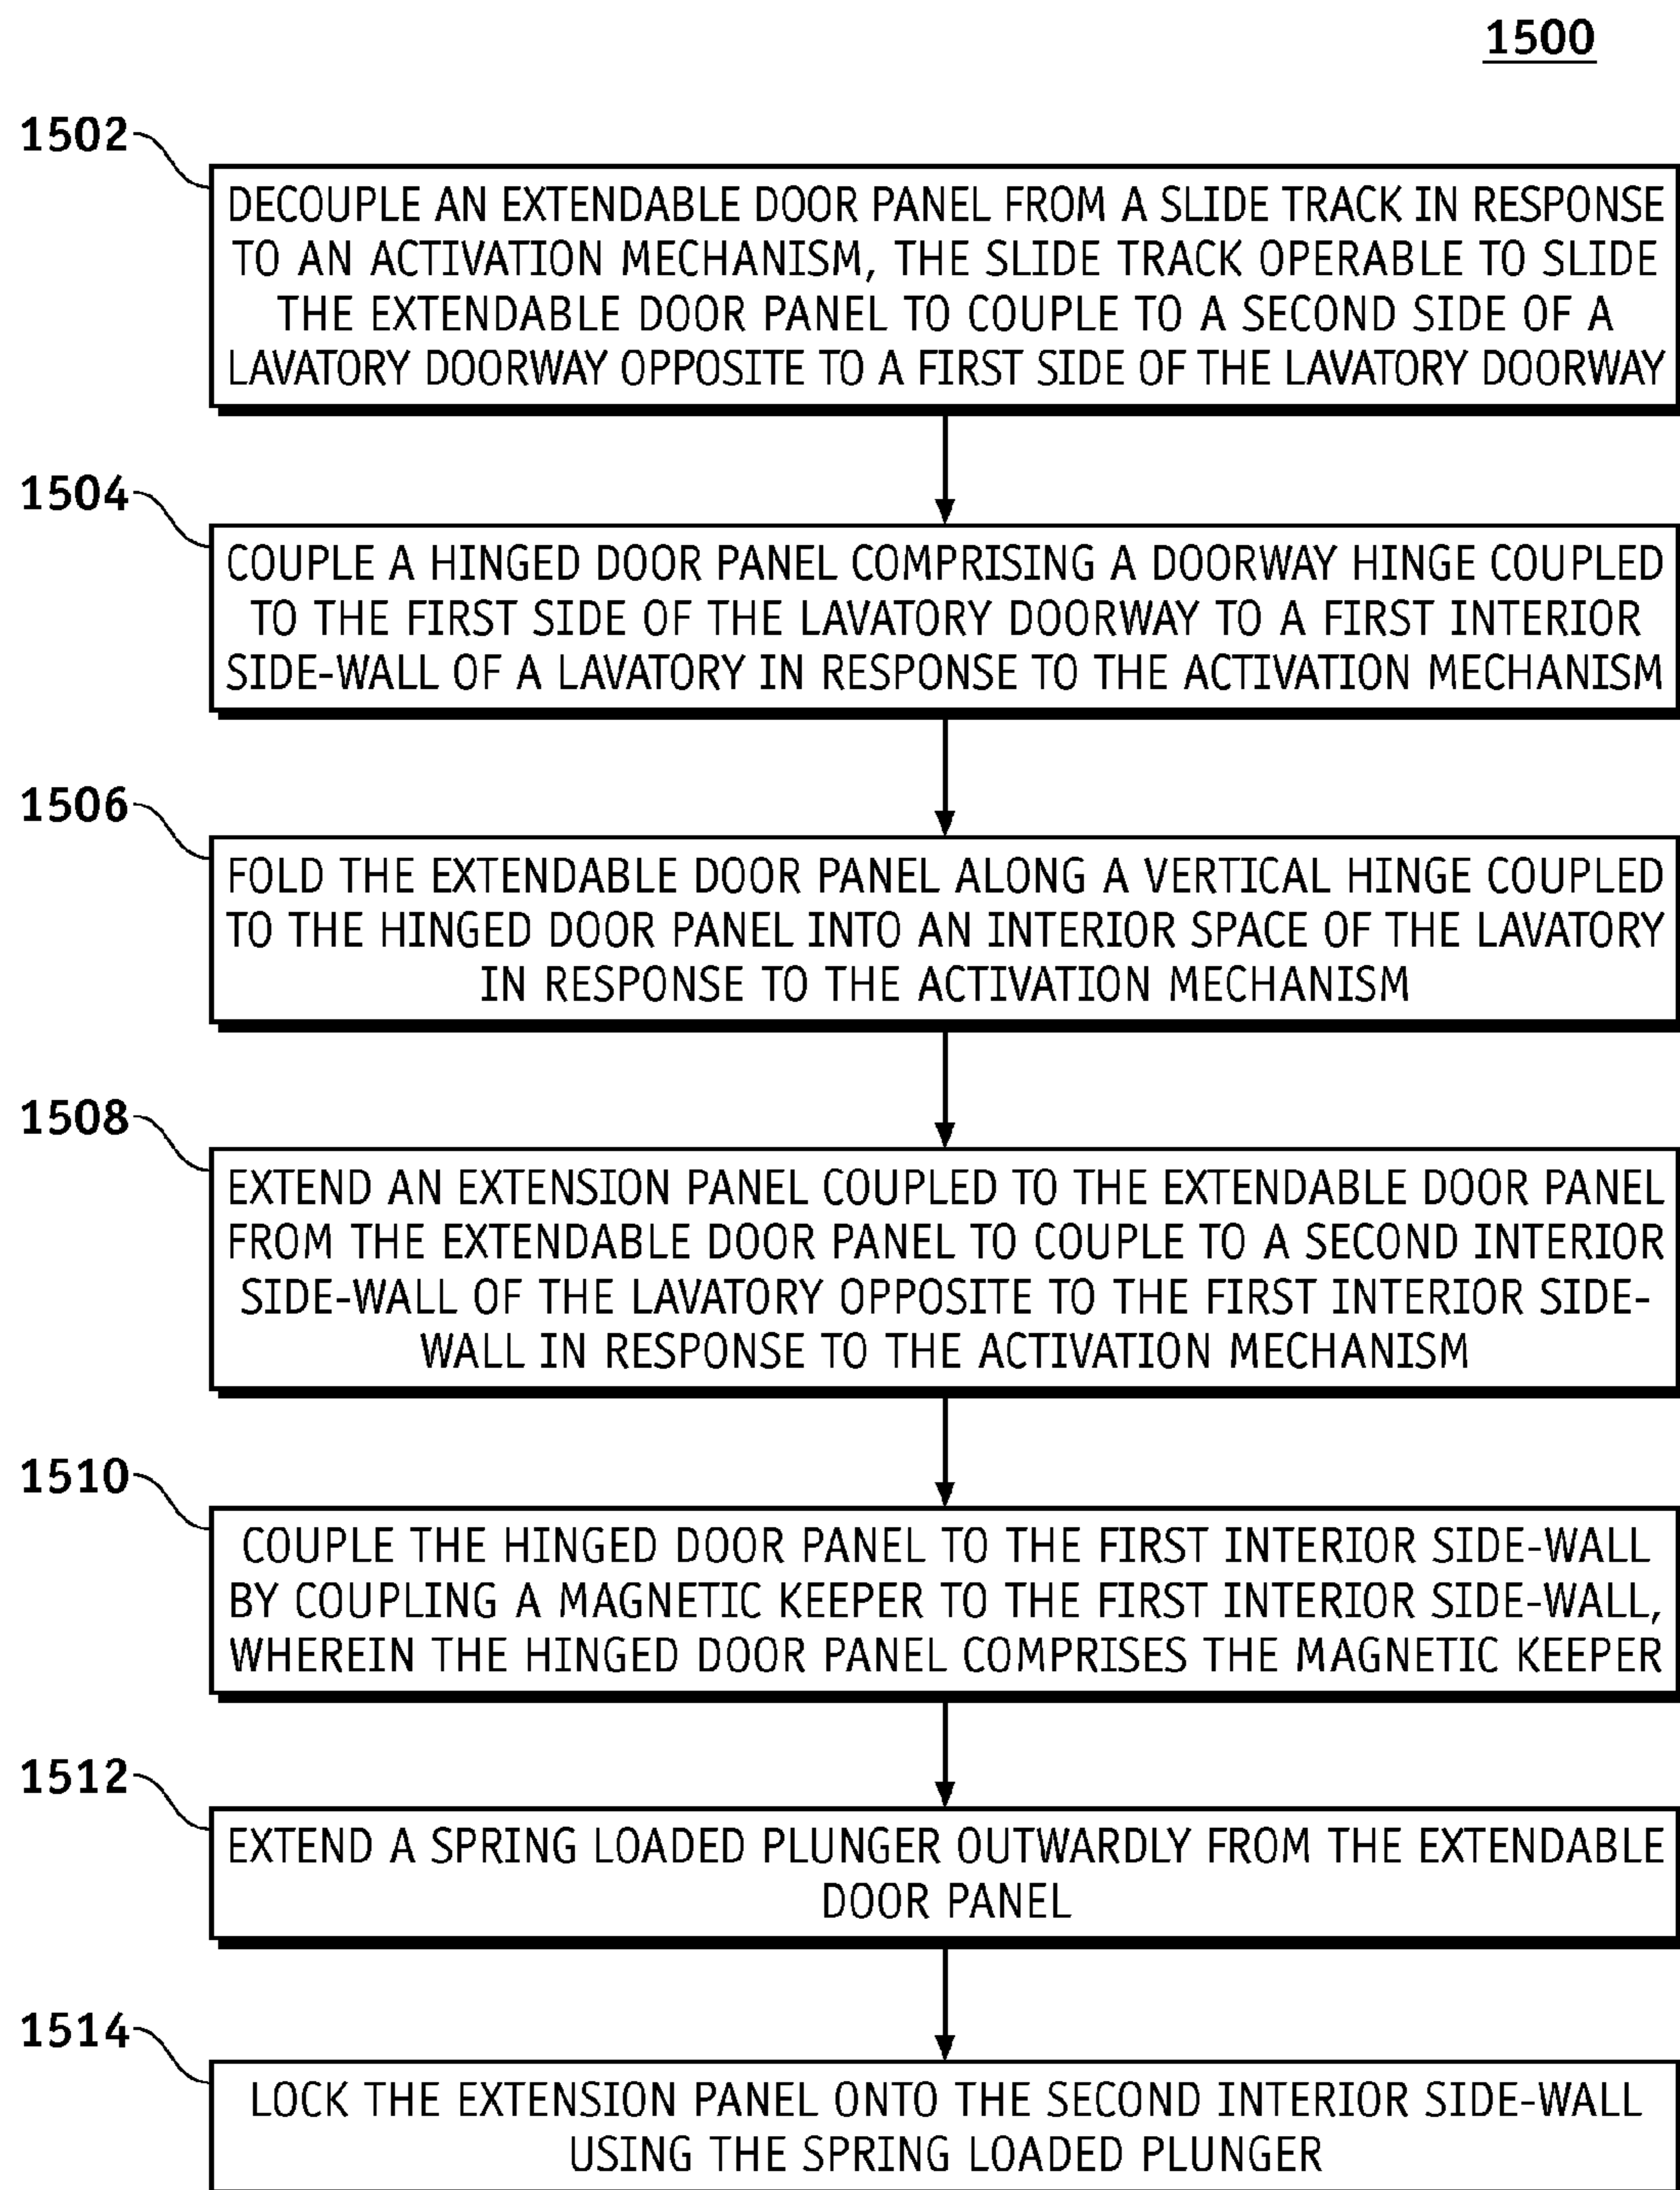 1500
1502
DECOUPLE AN EXTENDABLE DOOR PANEL FROM A SLIDE TRACK IN RESPONSE
TO AN ACTIVATION MECHANISM, THE SLIDE TRACK OPERABLE TO SLIDE
THE EXTENDABLE DOOR PANEL TO COUPLE TO A SECOND SIDE OF A
LAVATORY DOORWAY OPPOSITE TO A FIRST SIDE OF THE LAVATORY DOORWAY
1504
COUPLE A HINGED DOOR PANEL COMPRISING A DOORWAY HINGE COUPLED
TO THE FIRST SIDE OF THE LAVATORY DOORWAY TO A FIRST INTERIOR
SIDE-WALL OF A LAVATORY IN RESPONSE TO THE ACTIVATION MECHANISM
1506
FOLD THE EXTENDABLE DOOR PANEL ALONG A VERTICAL HINGE COUPLED
TO THE HINGED DOOR PANEL INTO AN INTERIOR SPACE OF THE LAVATORY
IN RESPONSE TO THE ACTIVATION MECHANISM
1508
EXTEND AN EXTENSION PANEL COUPLED TO THE EXTENDABLE DOOR PANEL
FROM THE EXTENDABLE DOOR PANEL TO COUPLE TO A SECOND INTERIOR
SIDE-WALL OF THE LAVATORY OPPOSITE TO THE FIRST INTERIOR SIDE-
WALL IN RESPONSE TO THE ACTIVATION MECHANISM
1510
COUPLE THE HINGED DOOR PANEL TO THE FIRST INTERIOR SIDE-WALL
BY COUPLING A MAGNETIC KEEPER TO THE FIRST INTERIOR SIDE-WALL,
WHEREIN THE HINGED DOOR PANEL COMPRISES THE MAGNETIC KEEPER
1512
EXTEND A SPRING LOADED PLUNGER OUTWARDLY FROM THE EXTENDABLE
DOOR PANEL
1514
LOCK THE EXTENSION PANEL ONTO THE SECOND INTERIOR SIDE-WALL
USING THE SPRING LOADED PLUNGER